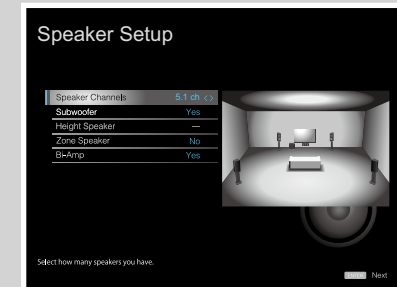 Speaker Setup
Speaker Channels 5.1 ch <>
Subwoofer Yes
Height Speaker —
Zone Speaker No
Bi-Amp Yes
Select how many speakers you have.
ENTER Next